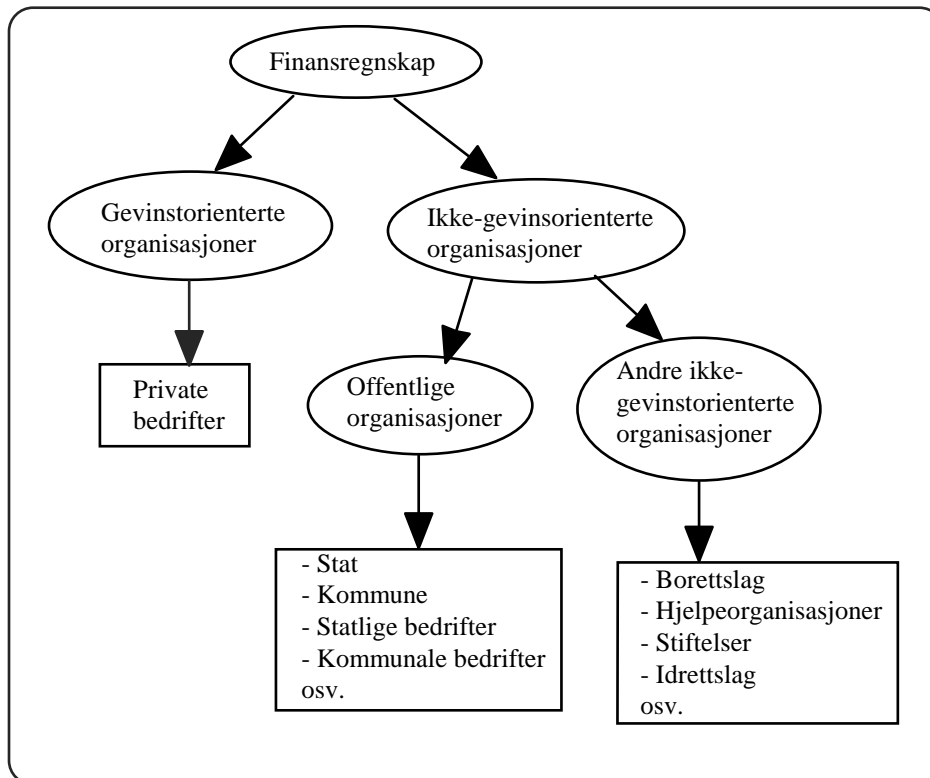 Finansregnskap
Gevinstorienterte
organisasjoner
Ikke-gevinsorienterte
organisasjoner
Private
bedrifter
Offentlige
organisasjoner
Andre ikke-
gevinstorienterte
organisasjoner
- Stat
- Kommune
- Statlige bedrifter
- Kommunale bedrifter
osv.
- Borettslag
- Hjelpeorganisasjoner
- Stiftelser
- Idrettslag
osv.